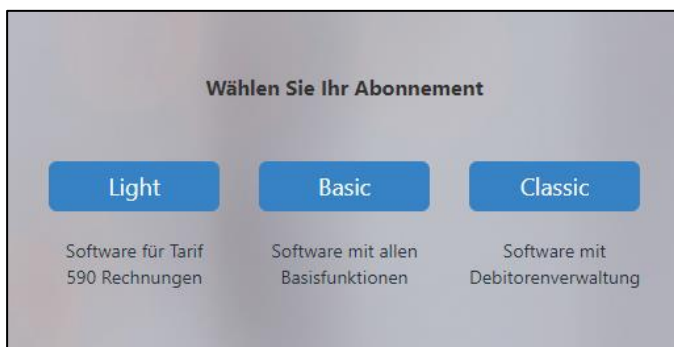 Wählen Sie Ihr Abonnement
Light
Basic
Classic
Software für Tarif
590 Rechnungen
Software mit allen
Basisfunktionen
Software mit
Debitorenverwaltung